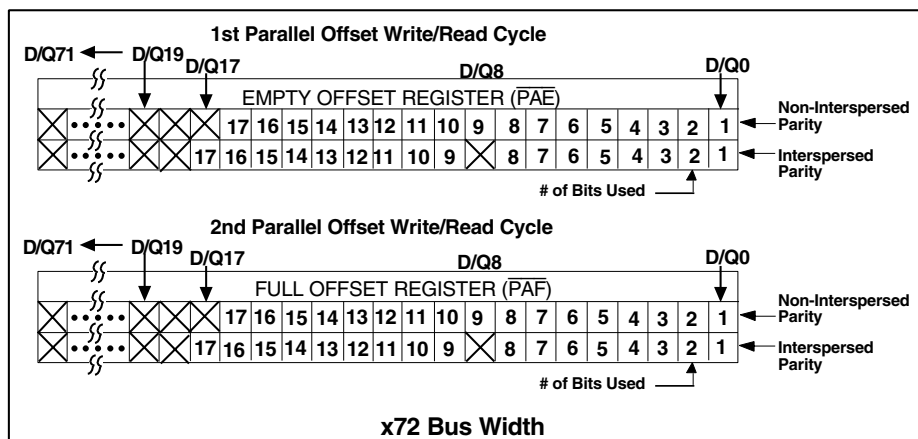 1st Parallel Offset Write/Read Cycle
D/Q71 D/Q19 D/Q17 D/Q8 D/Q0
EMPTY OFFSET REGISTER (PAE)
17 16 15 14 13 12 11 10 9 8 7 6 5 4 3 2 1 Non-Interspersed Parity
17 16 15 14 13 12 11 10 9 8 7 6 5 4 3 2 1 Interspersed Parity
# of Bits Used
2nd Parallel Offset Write/Read Cycle
D/Q71 D/Q19 D/Q17 D/Q8 D/Q0
FULL OFFSET REGISTER (PAF)
17 16 15 14 13 12 11 10 9 8 7 6 5 4 3 2 1 Non-Interspersed Parity
17 16 15 14 13 12 11 10 9 8 7 6 5 4 3 2 1 Interspersed Parity
# of Bits Used
x72 Bus Width